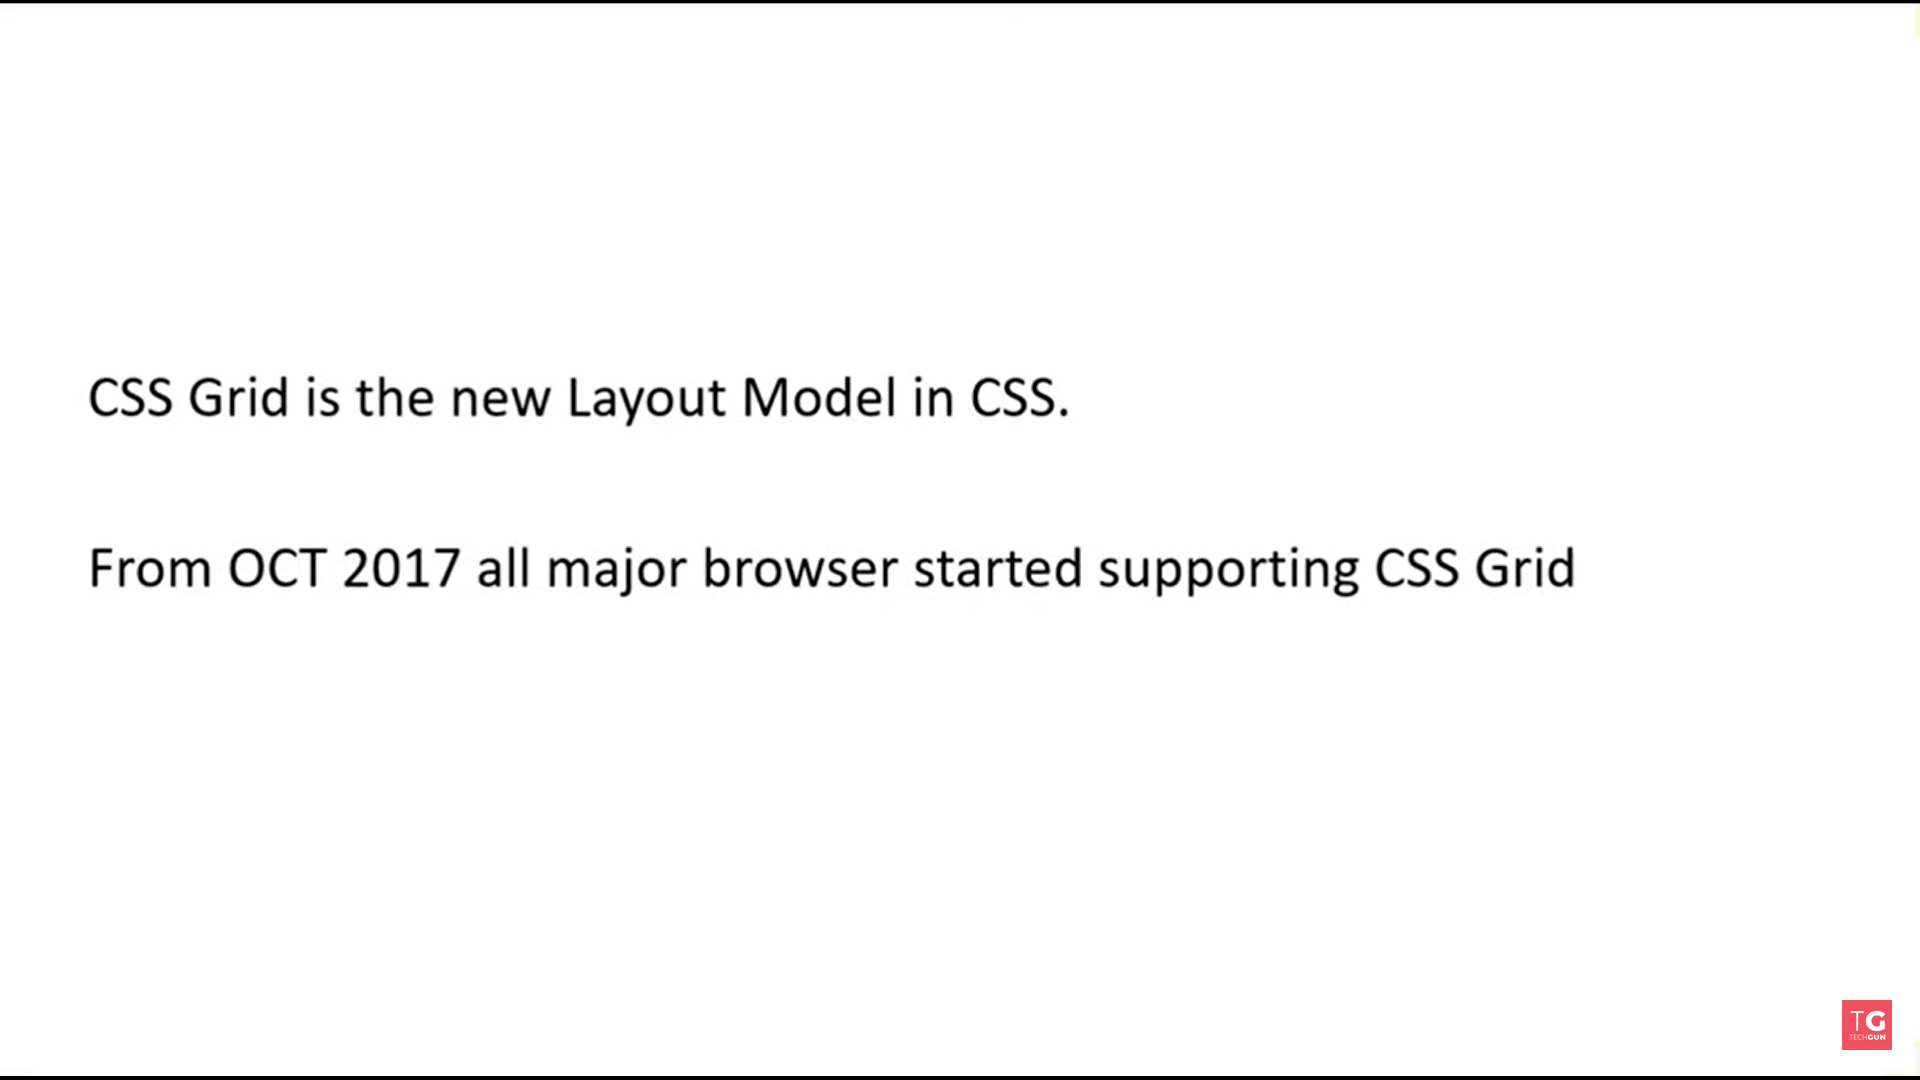 CSS Grid is the new Layout Model in CSS.
From OCT 2017 all major browser started supporting CSS Grid
TG
TECHGUN